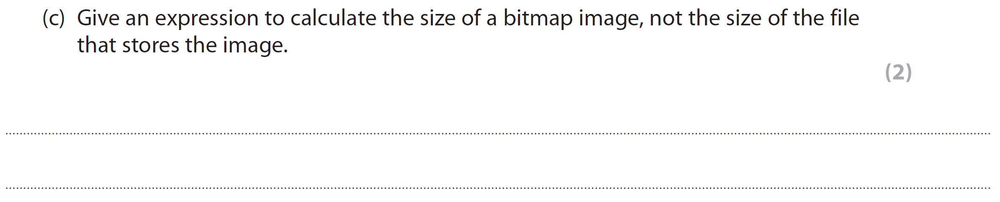 (c) Give an expression to calculate the size of a bitmap image, not the size of the file
that stores the image.
(2)